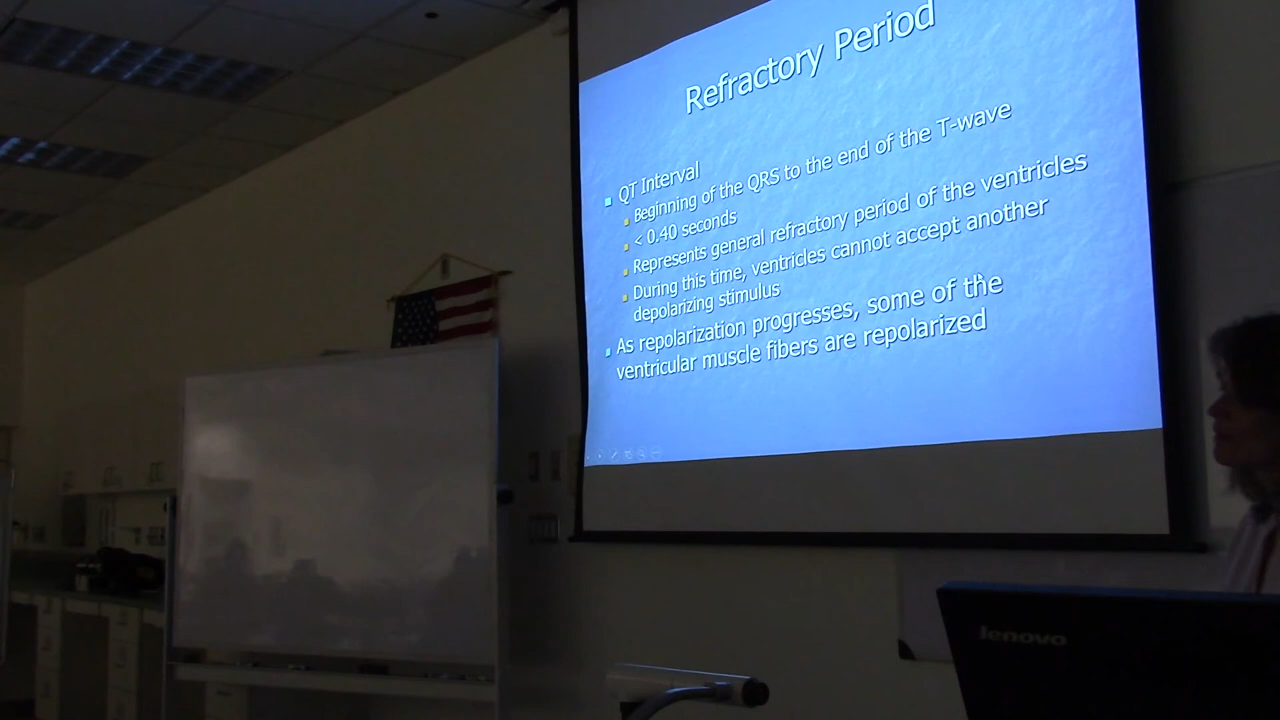 Refractory Period
QT Interval
Beginning of the QRS to the end of the T-wave
< 0.40 seconds
Represents general refractory period of the ventricles
During this time, ventricles cannot accept another
depolarizing stimulus
As repolarization progresses, some of the
ventricular muscle fibers are repolarized
lenovo